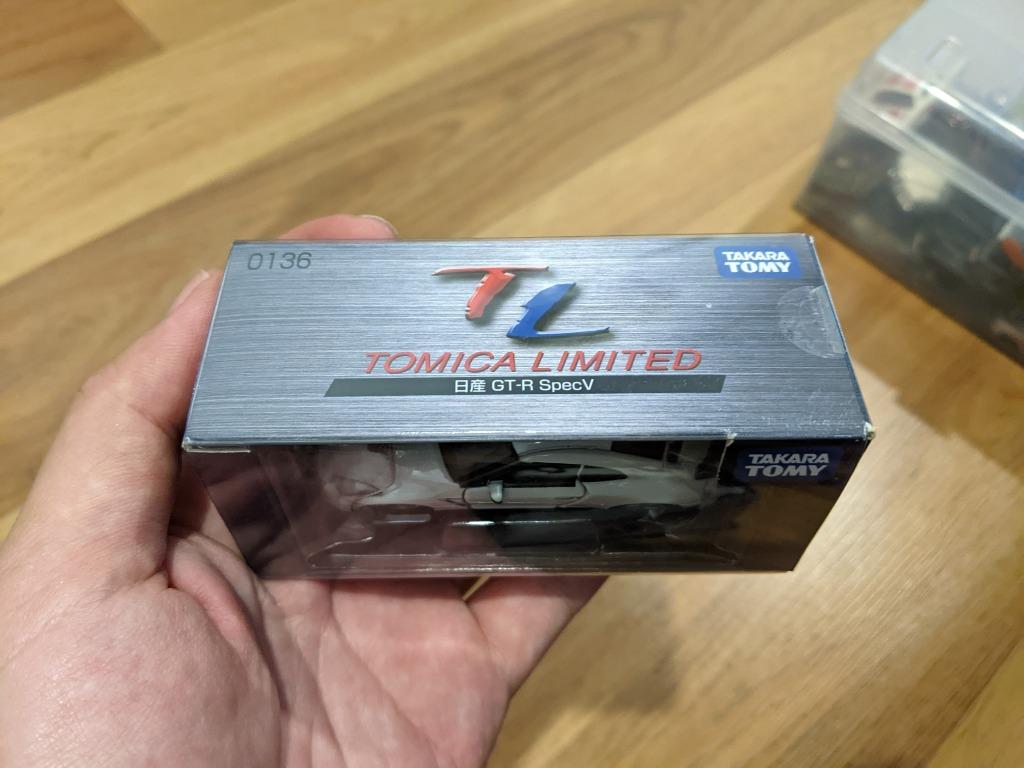 0136
TAKARA
TOMY
TL
TOMICA LIMITED
日産 GT-R SpecV
TAKARA
TOMY